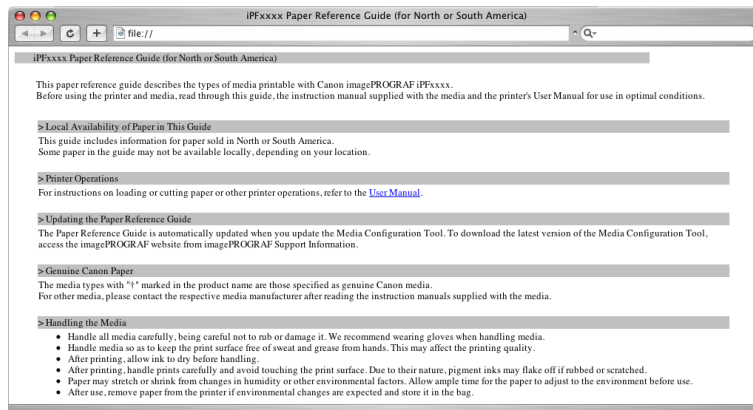 iPFxxxx Paper Reference Guide (for North or South America)
file://
iPFxxxx Paper Reference Guide (for North or South America)
This paper reference guide describes the types of media printable with Canon imagePROGRAF iPFxxxx.
Before using the printer and media, read through this guide, the instruction manual supplied with the media and the printer's User Manual for use in optimal conditions.
> Local Availability of Paper in This Guide
This guide includes information for paper sold in North or South America.
Some paper in the guide may not be available locally, depending on your location.
> Printer Operations
For instructions on loading or cutting paper or other printer operations, refer to the User Manual.
> Updating the Paper Reference Guide
The Paper Reference Guide is automatically updated when you update the Media Configuration Tool. To download the latest version of the Media Configuration Tool,
access the imagePROGRAF website from imagePROGRAF Support Information.
> Genuine Canon Paper
The media types with "†" marked in the product name are those specified as genuine Canon media.
For other media, please contact the respective media manufacturer after reading the instruction manuals supplied with the media.
> Handling the Media
• Handle all media carefully, being careful not to rub or damage it. We recommend wearing gloves when handling media.
• Handle media so as to keep the print surface free of sweat and grease from hands. This may affect the printing quality.
• After printing, allow ink to dry before handling.
• After printing, handle prints carefully and avoid touching the print surface. Due to their nature, pigment inks may flake off if rubbed or scratched.
• Paper may stretch or shrink from changes in humidity or other environmental factors. Allow ample time for the paper to adjust to the environment before use.
• After use, remove paper from the printer if environmental changes are expected and store it in the bag.